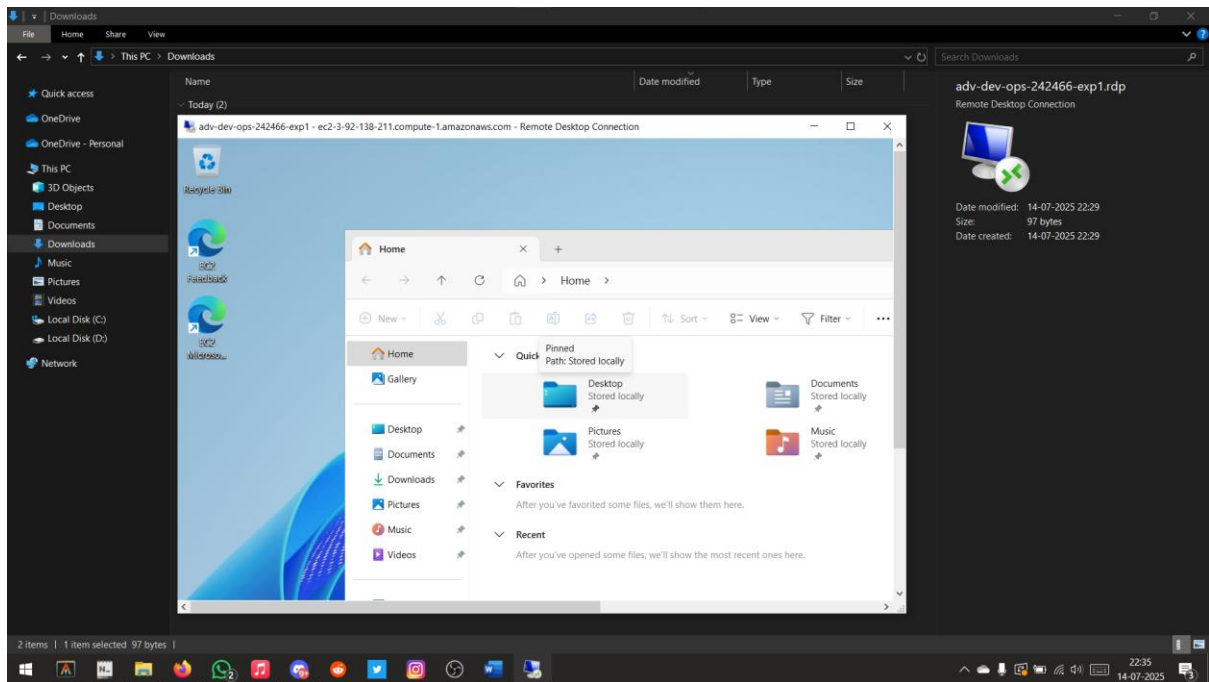 Downloads
File Home Share View
This PC > Downloads
Search Downloads
Name Date modified Type Size
Today (2)
Quick access
OneDrive
OneDrive - Personal
This PC
3D Objects
Desktop
Documents
Downloads
Music
Pictures
Videos
Local Disk (C:)
Local Disk (D:)
Network
adv-dev-ops-242466-exp1 - ec2-3-92-138-211.compute-1.amazonaws.com - Remote Desktop Connection
Recycle Bin
EC2
Feedback
EC2
Microso...
Home
Home >
New Sort View Filter
Home
Gallery
Desktop
Documents
Downloads
Pictures
Music
Videos
Quick
Pinned
Path: Stored locally
Desktop
Stored locally
Documents
Stored locally
Pictures
Stored locally
Music
Stored locally
Favorites
After you've favorited some files, we'll show them here.
Recent
After you've opened some files, we'll show the most recent ones here.
adv-dev-ops-242466-exp1.rdp
Remote Desktop Connection
Date modified: 14-07-2025 22:29
Size: 97 bytes
Date created: 14-07-2025 22:29
2 items | 1 item selected 97 bytes |
22:35
14-07-2025